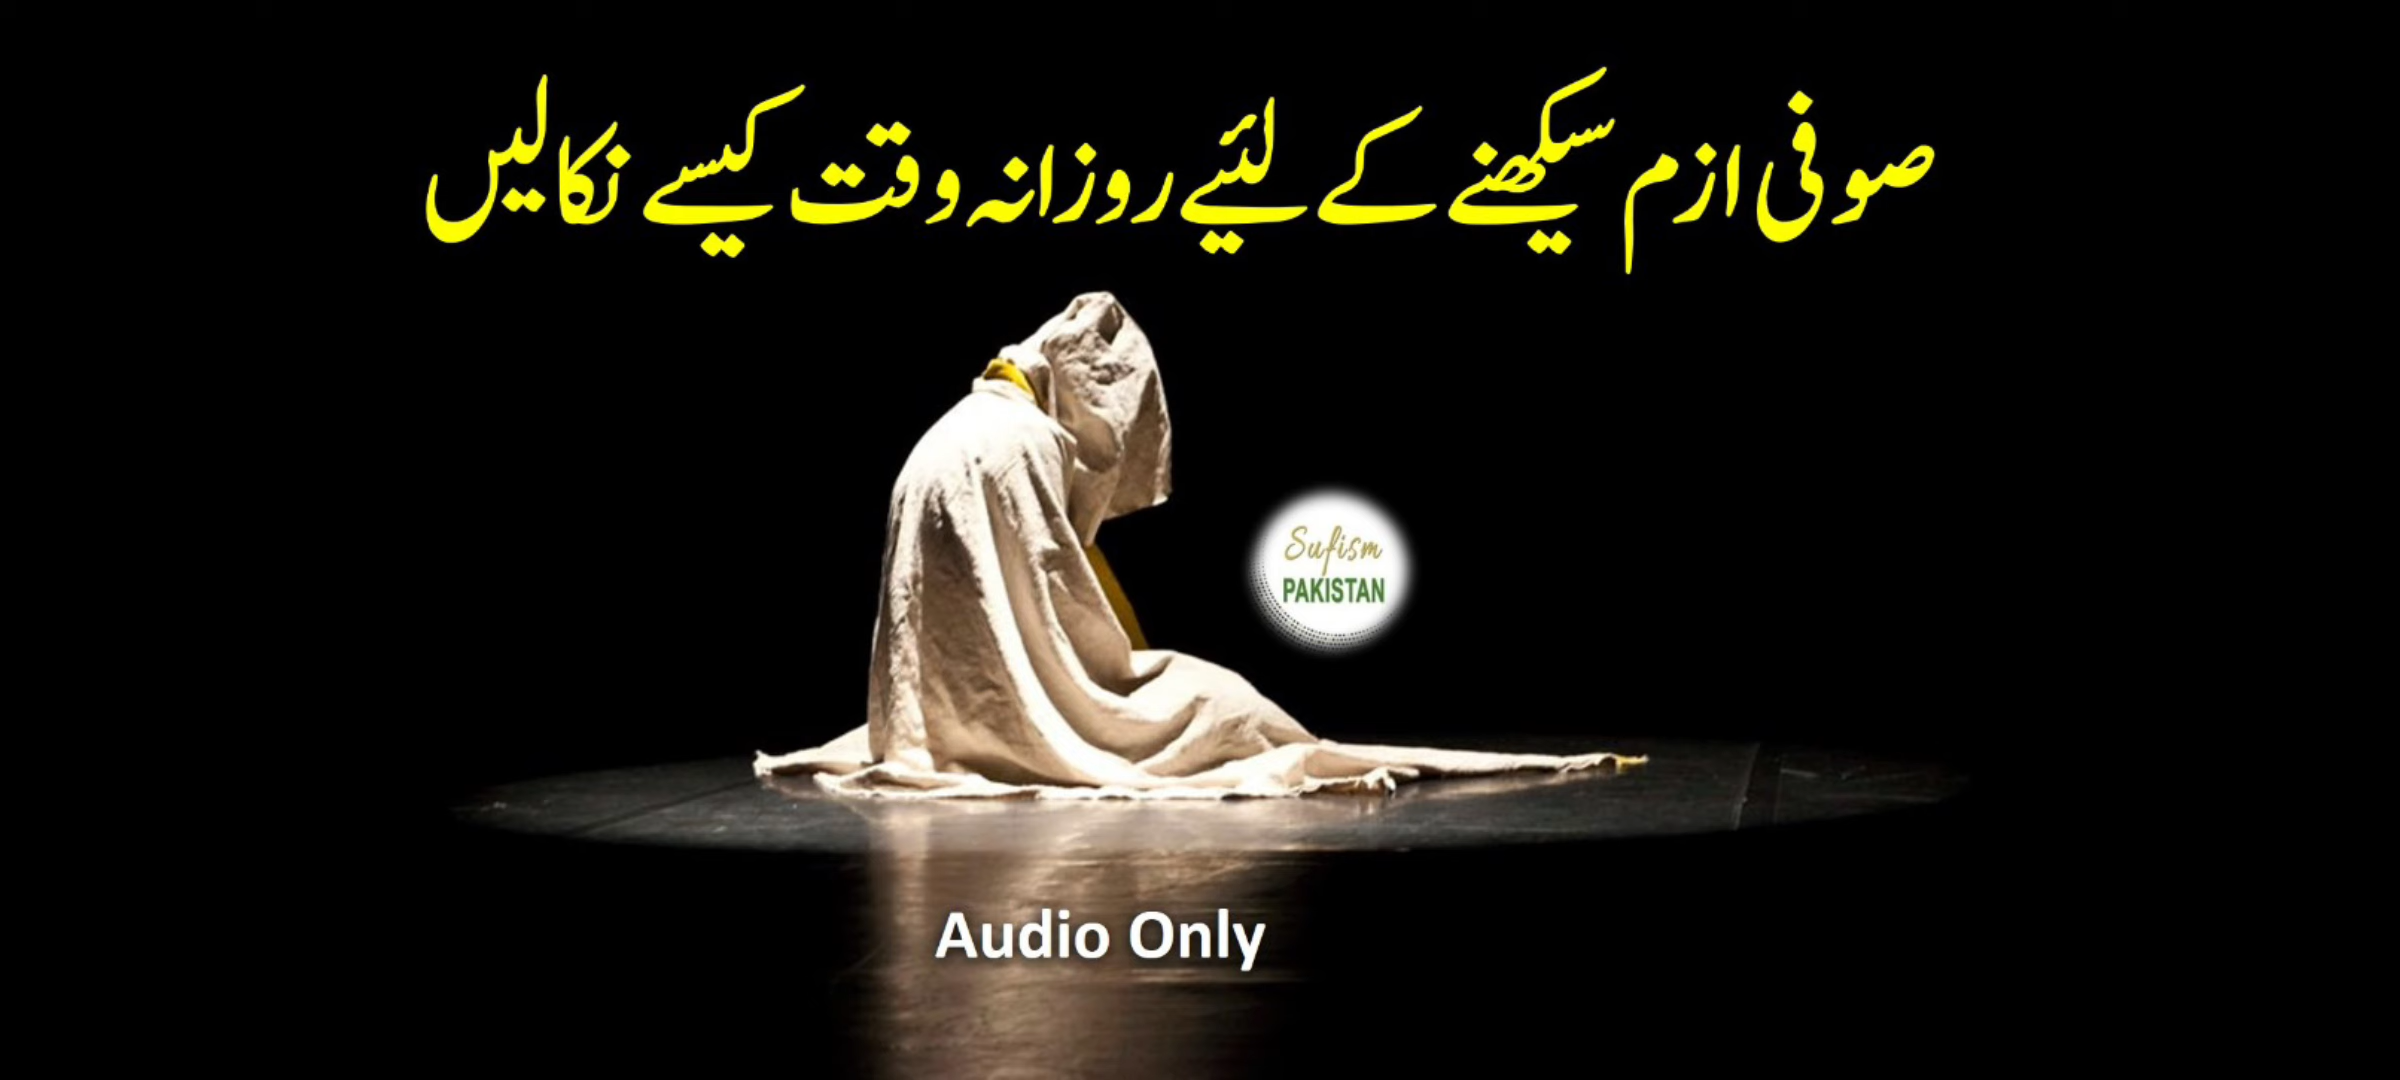 صوفی ازم سیکھنے کے لئیے روزانہ وقت کیسے نکالیں
Sufism
PAKISTAN
Audio Only